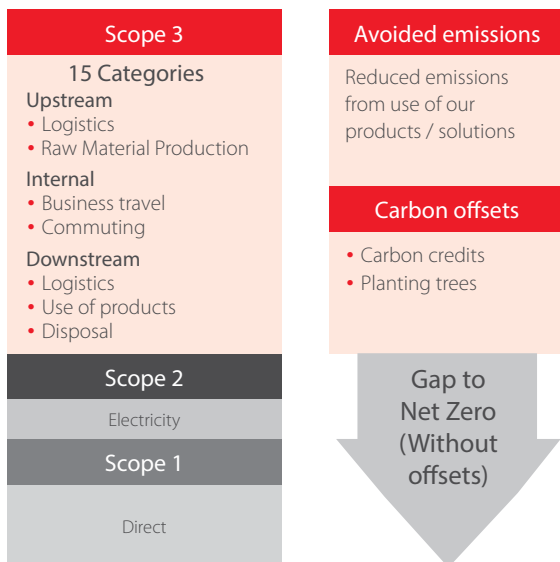 Scope 3
15 Categories
Upstream
• Logistics
• Raw Material Production
Internal
• Business travel
• Commuting
Downstream
• Logistics
• Use of products
• Disposal
Scope 2
Electricity
Scope 1
Direct
Avoided emissions
Reduced emissions
from use of our
products / solutions
Carbon offsets
• Carbon credits
• Planting trees
Gap to
Net Zero
(Without
offsets)